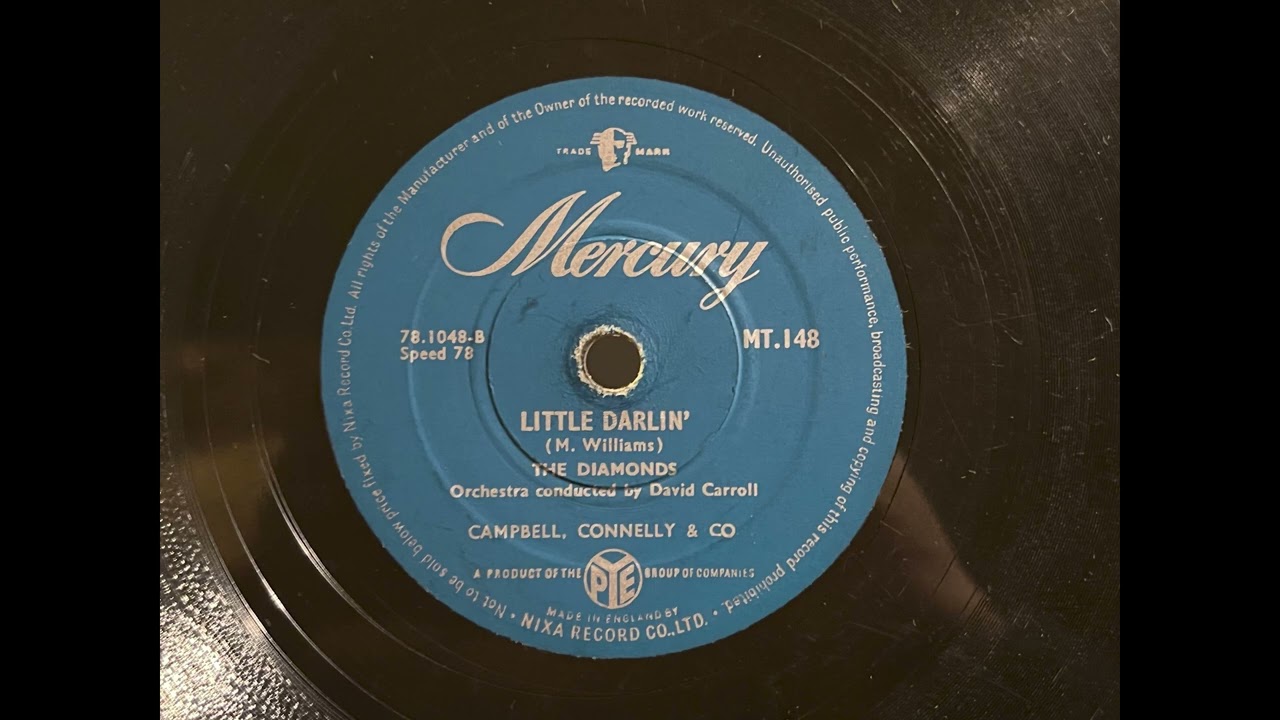 Not to be sold below price fixed by Nixa Record Co. Ltd. All rights of the Manufacturer and of the Owner of the recorded work reserved. Unauthorised public performance, broadcasting and copying of this record prohibited.
TRADE MARK
Mercury
78.1048-B
Speed 78
MT.148
LITTLE DARLIN'
(M. Williams)
THE DIAMONDS
Orchestra conducted by David Carroll
CAMPBELL, CONNELLY & CO
A PRODUCT OF THE PYE GROUP OF COMPANIES
MADE IN ENGLAND BY
NIXA RECORD CO., LTD.